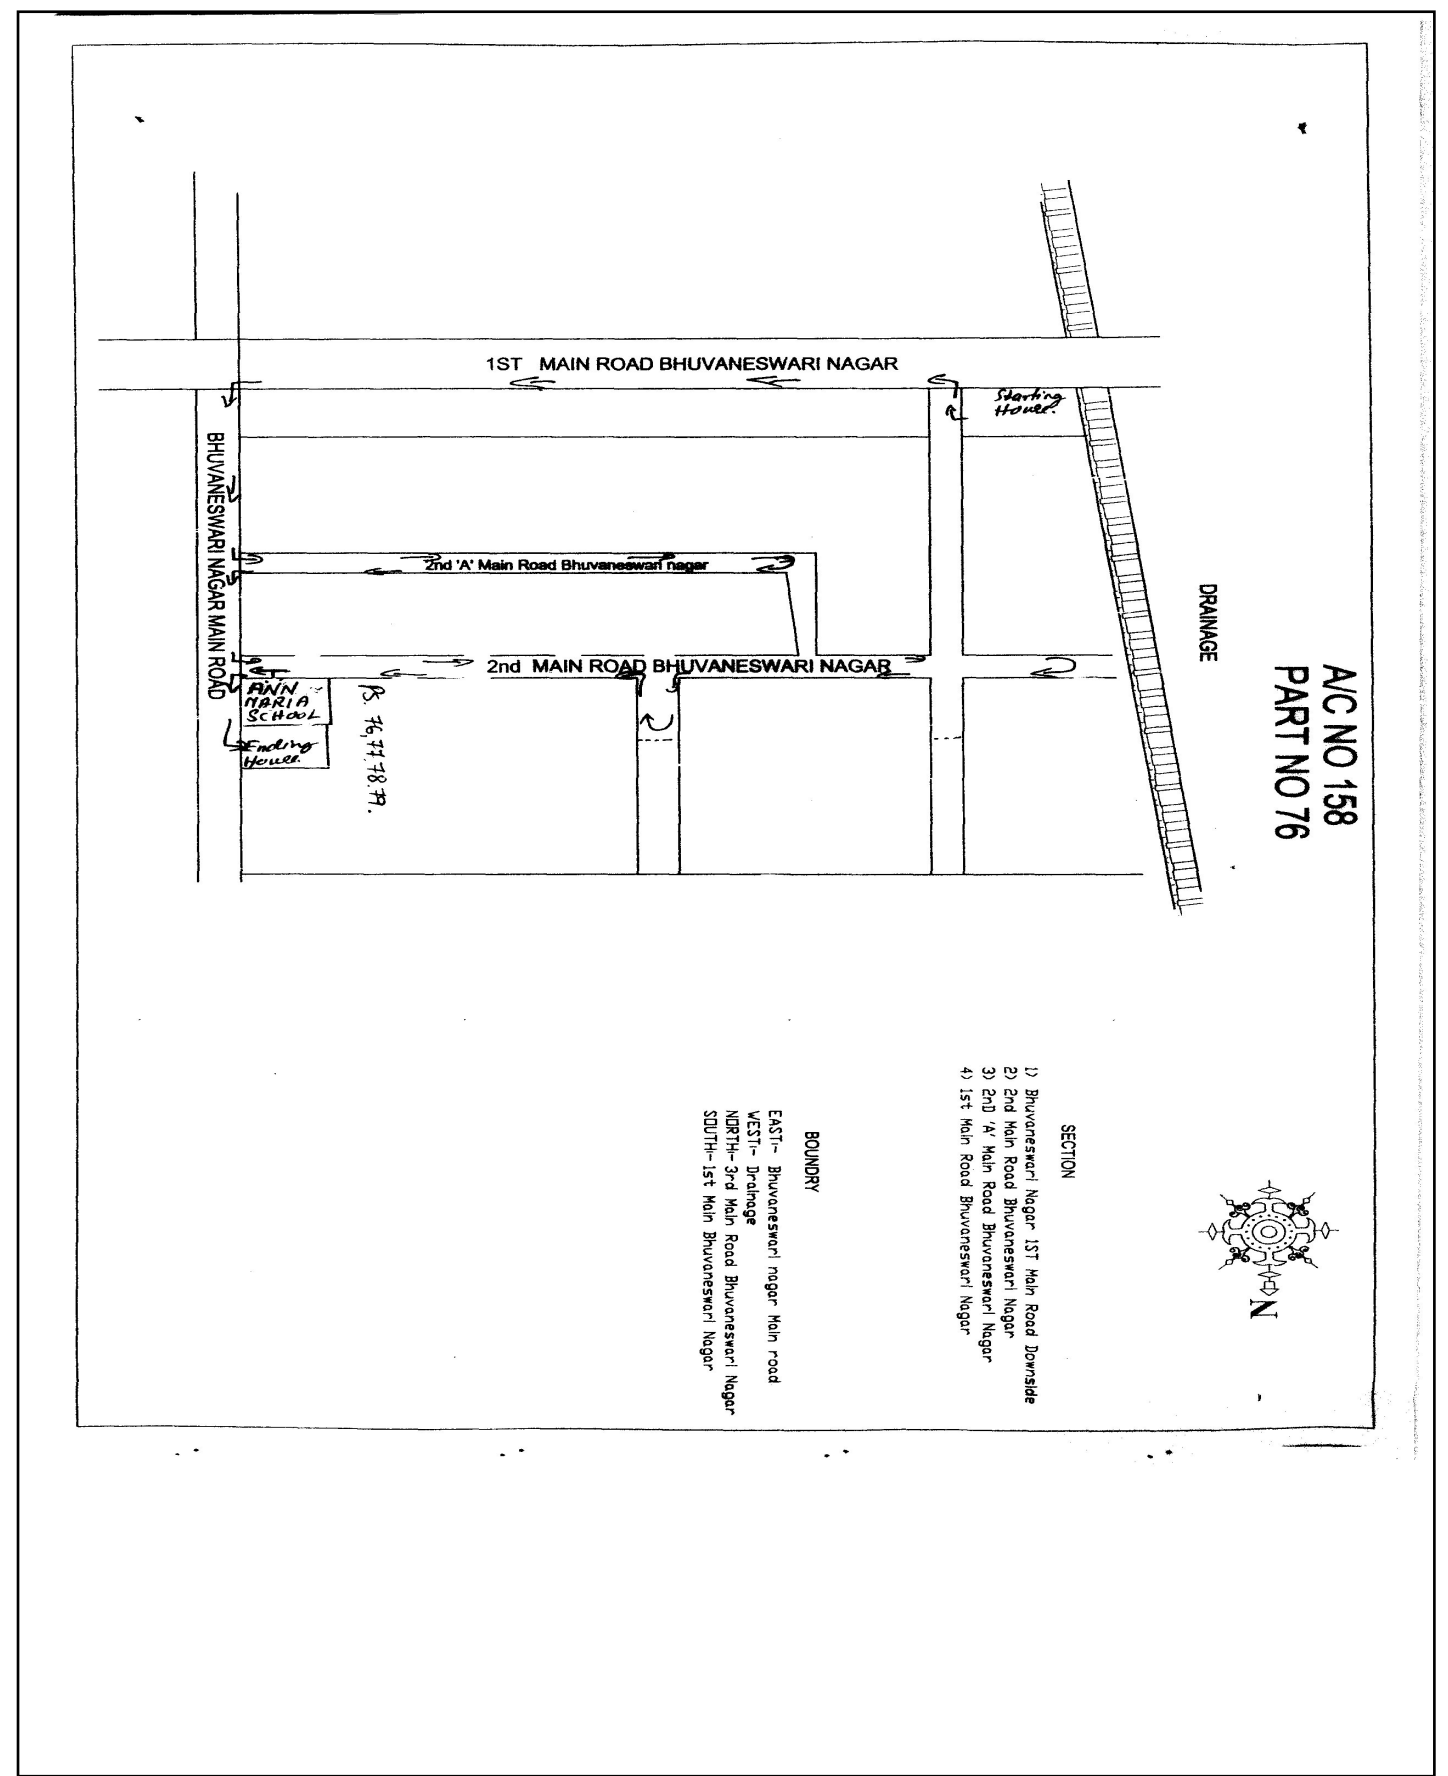 A/C NO 158
PART NO 76
DRAINAGE
1ST MAIN ROAD BHUVANESWARI NAGAR
Starting
House.
BHUVANESWARI NAGAR MAIN ROAD
2nd 'A' Main Road Bhuvaneswari nagar
2nd MAIN ROAD BHUVANESWARI NAGAR
ANN
MARIA
SCHOOL
Ending
House.
PS. 76,77,78,79.
N
SECTION
1) Bhuvaneswari Nagar 1ST Main Road Downside
2) 2nd Main Road Bhuvaneswari Nagar
3) 2nD 'A' Main Road Bhuvaneswari Nagar
4) 1st Main Road Bhuvaneswari Nagar
BOUNDRY
EAST:- Bhuvaneswari nagar Main road
WEST:- Drainage
NORTH:- 3rd Main Road Bhuvaneswari Nagar
SOUTH:- 1st Main Bhuvaneswari Nagar